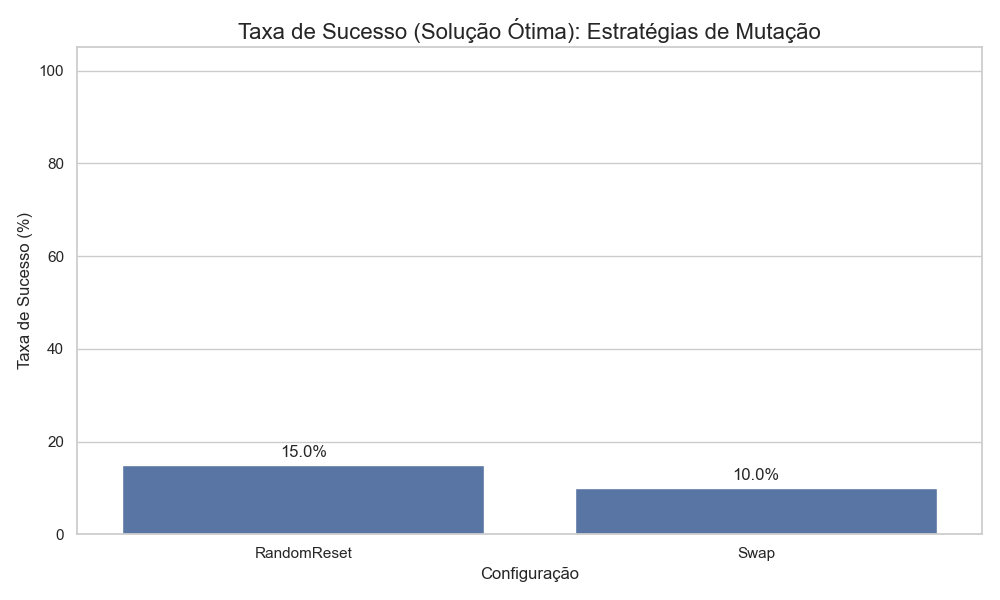 Taxa de Sucesso (Solução Ótima): Estratégias de Mutação
Taxa de Sucesso (%)
100
80
60
40
20
0
15.0%
10.0%
RandomReset
Swap
Configuração